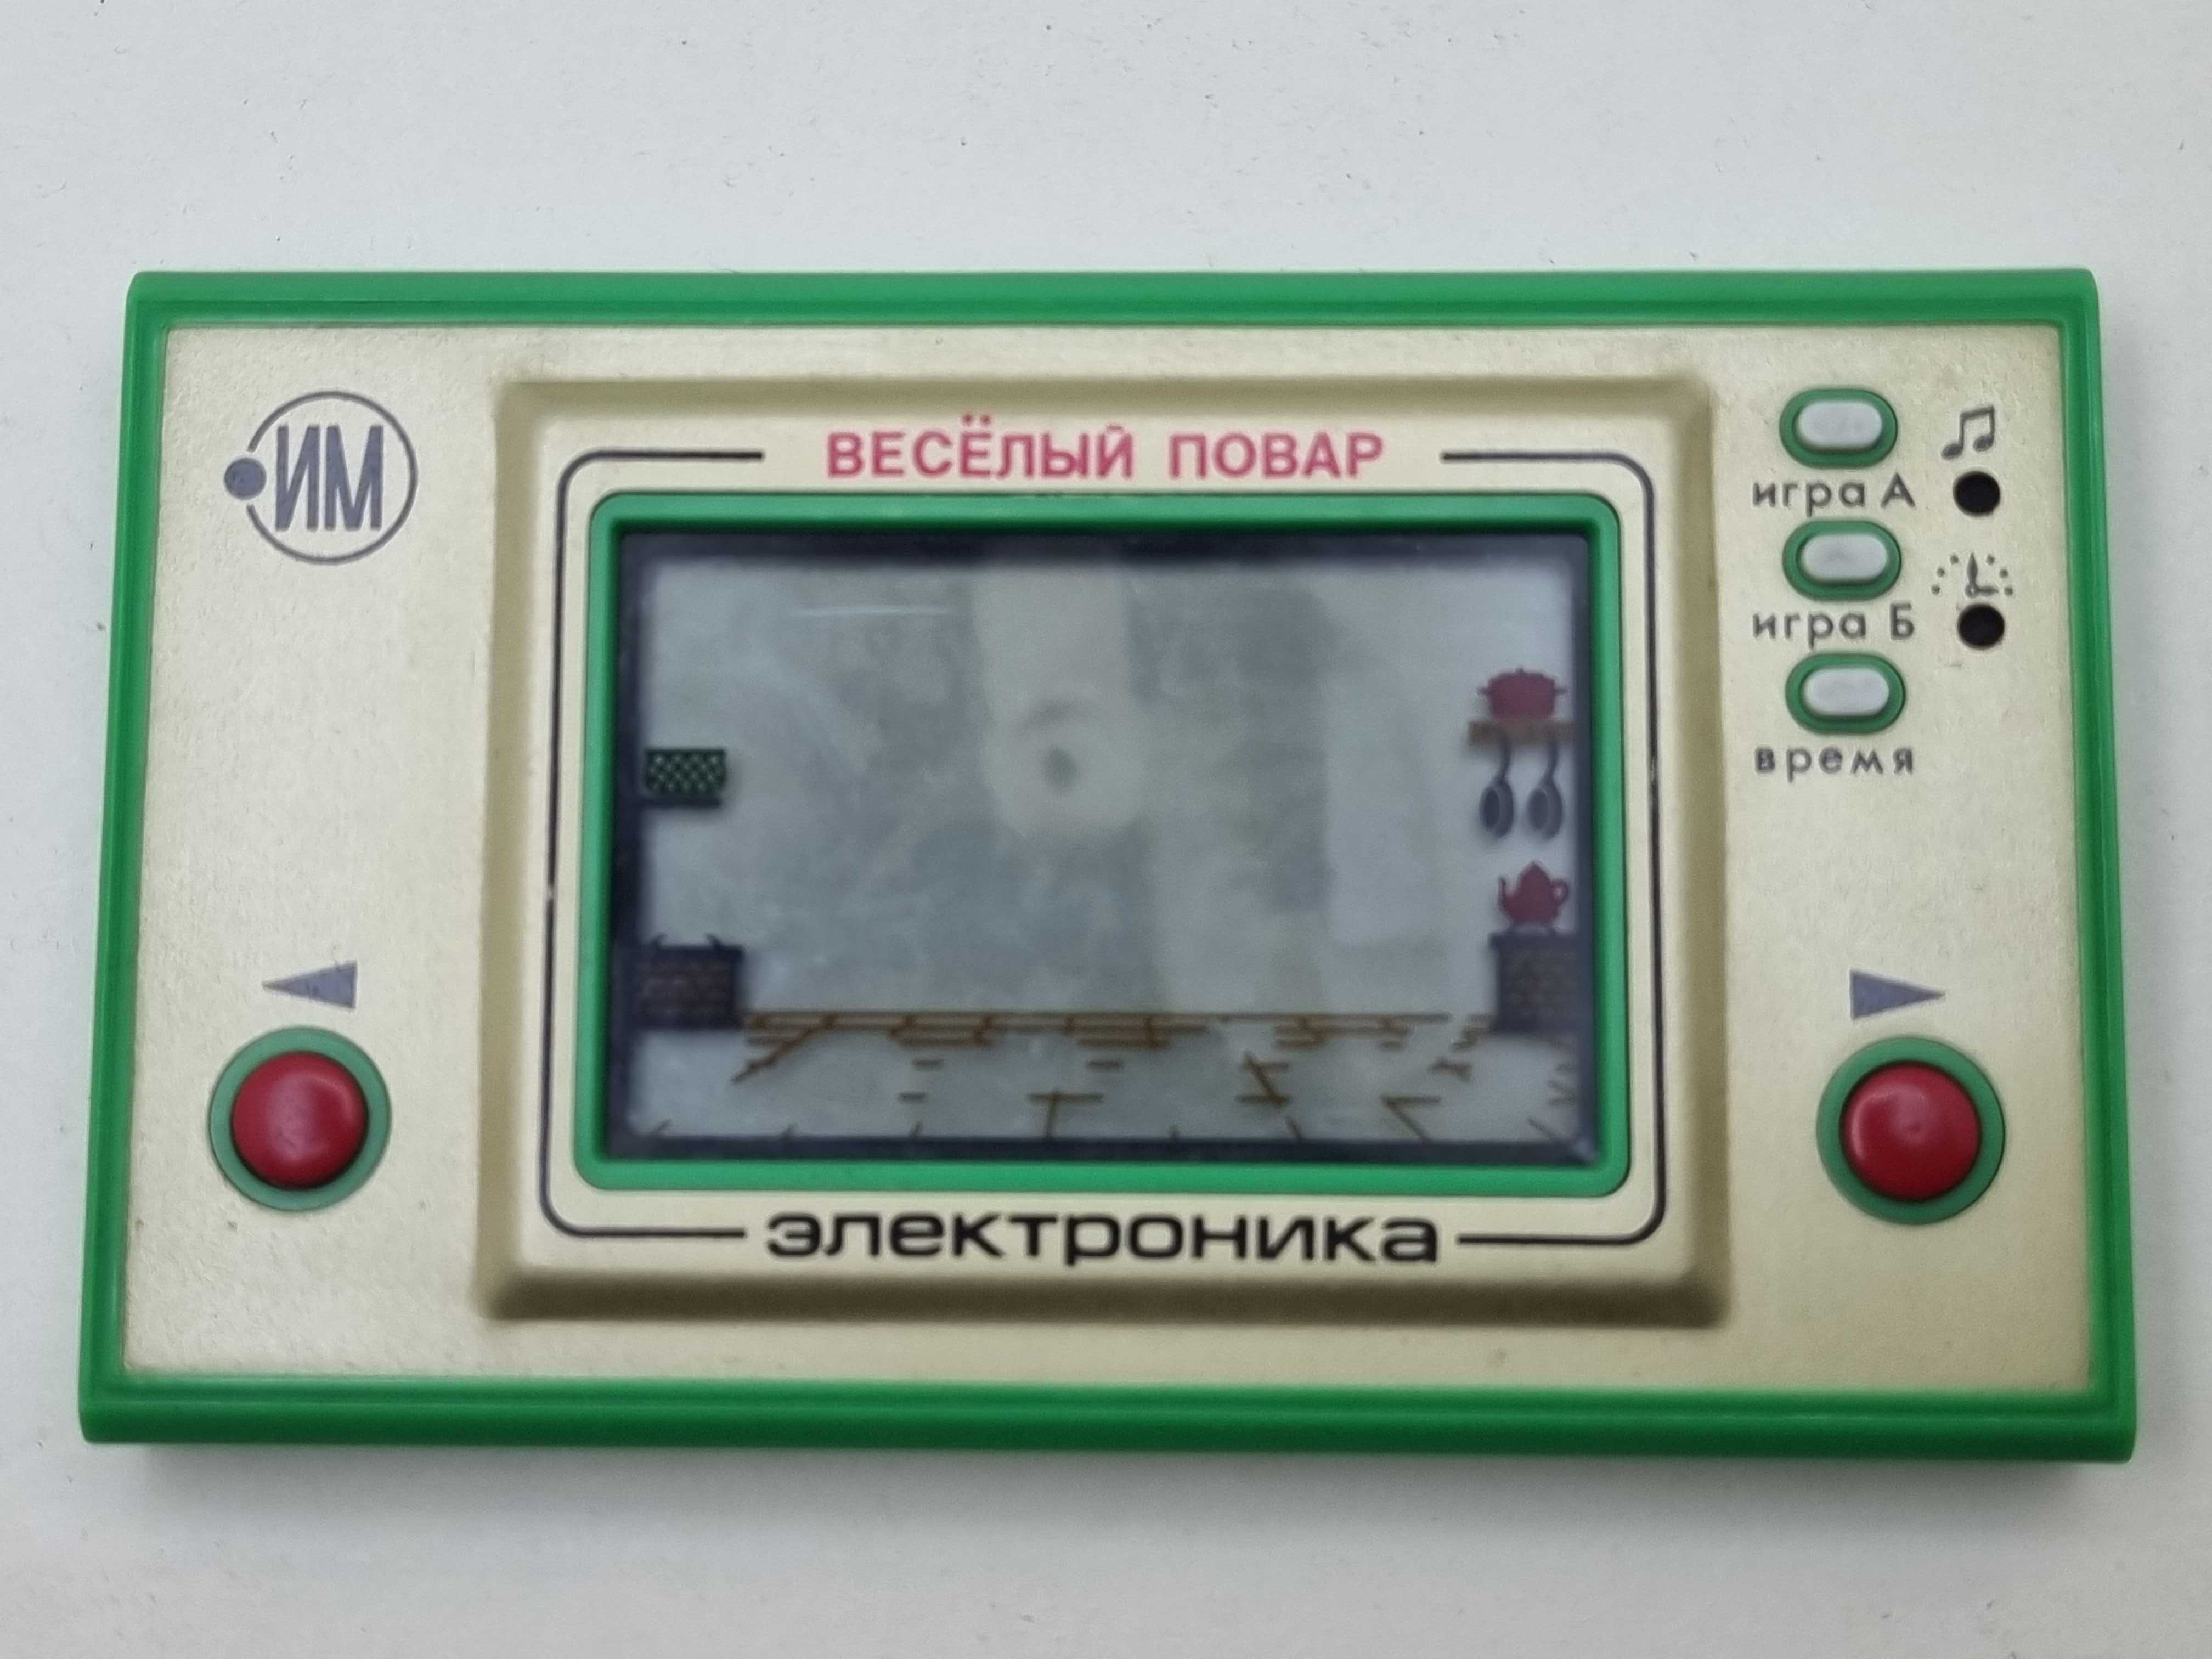 ИМ
ВЕСЁЛЫЙ ПОВАР
игра А
игра Б
время
электроника